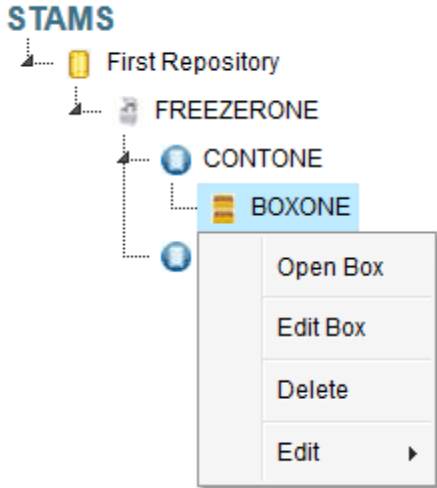 STAMS
First Repository
FREEZERONE
CONTONE
BOXONE
Open Box
Edit Box
Delete
Edit